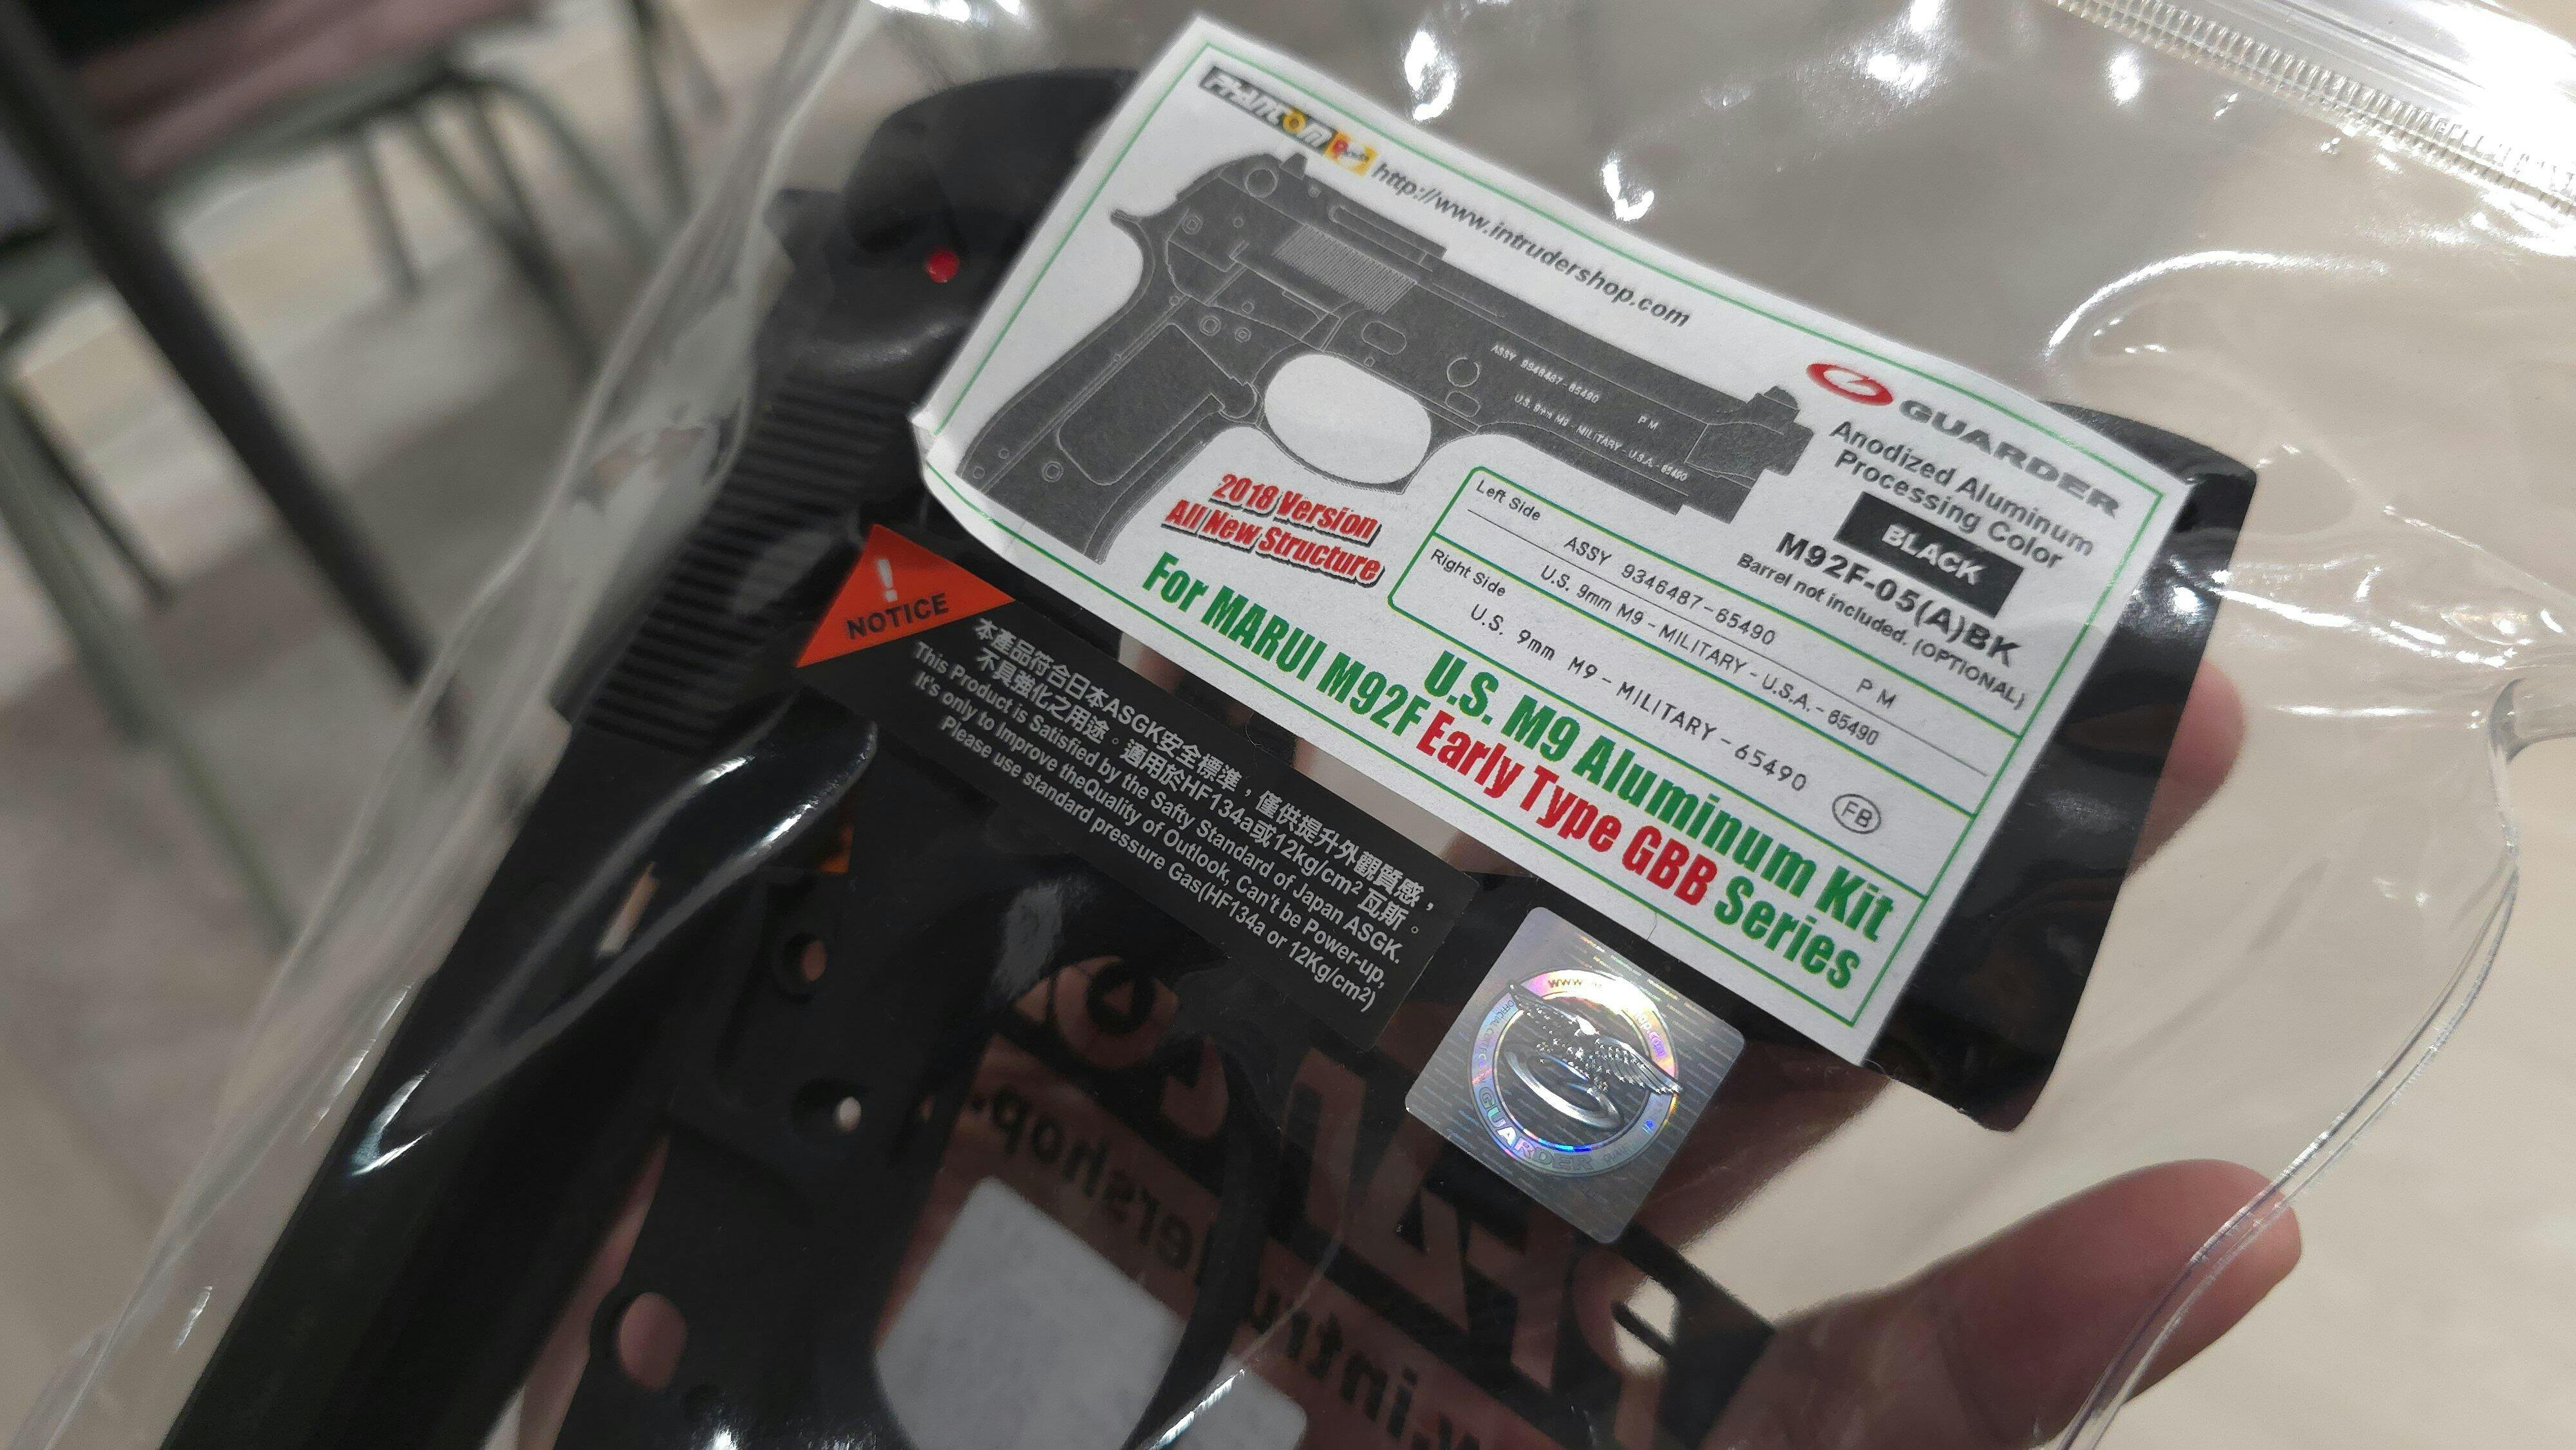 PHANTOM
http://www.intrudershop.com
ASSY 9346487-65490 P M
U.S. 9mm M9 - MILITARY - U.S.A. - 65490
GUARDER
Anodized Aluminum
Processing Color
BLACK
M92F-05(A)BK
Barrel not included. (OPTIONAL)
2018 Version
All New Structure
Left Side
ASSY 9346487-65490 P M
U.S. 9mm M9 - MILITARY - U.S.A. - 65490
Right Side
U.S. 9mm M9 - MILITARY - 65490 FB
U.S. M9 Aluminum Kit
For MARUI M92F Early Type GBB Series
!
NOTICE
本產品符合日本ASGK安全標準，僅供提升外觀質感，
不具強化之用途。適用於HF134a或12kg/cm2瓦斯。
This Product is Satisfied by the Safty Standard of Japan ASGK.
It's only to Improve theQuality of Outlook, Can't be Power-up,
Please use standard pressure Gas(HF134a or 12Kg/cm2)
GUARDER